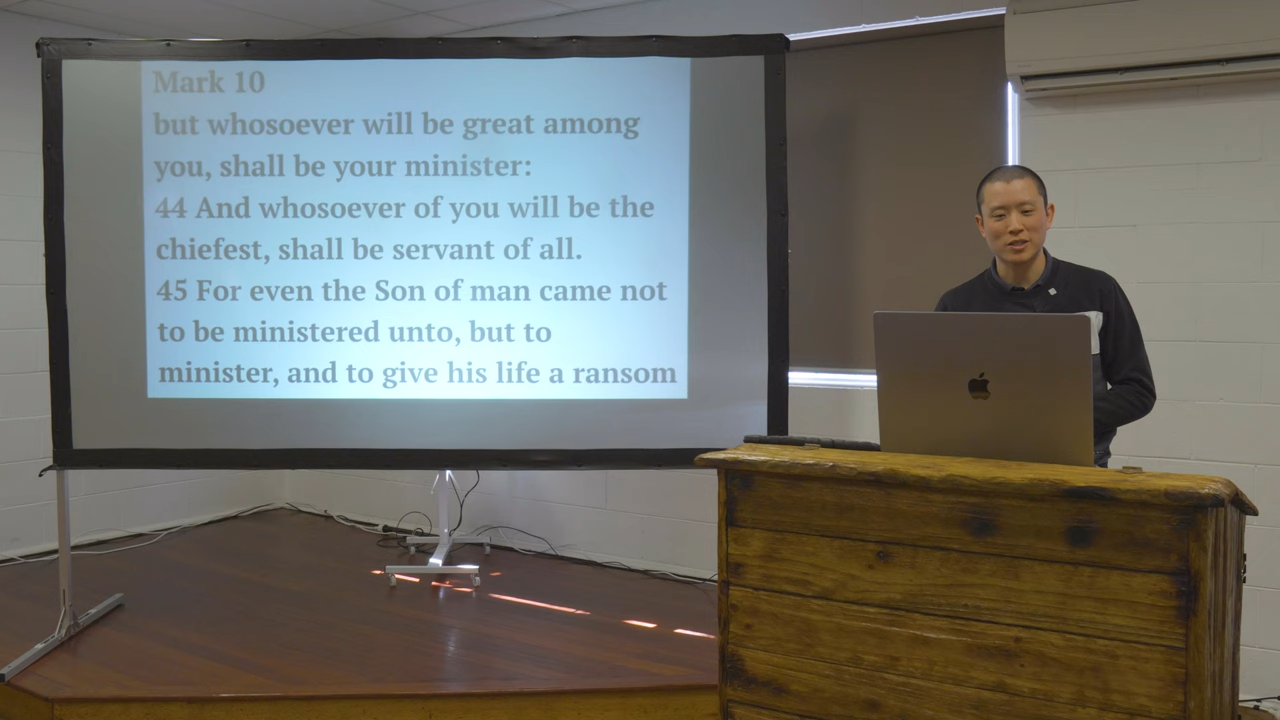 Mark 10
but whosoever will be great among
you, shall be your minister:
44 And whosoever of you will be the
chiefest, shall be servant of all.
45 For even the Son of man came not
to be ministered unto, but to
minister, and to give his life a ransom